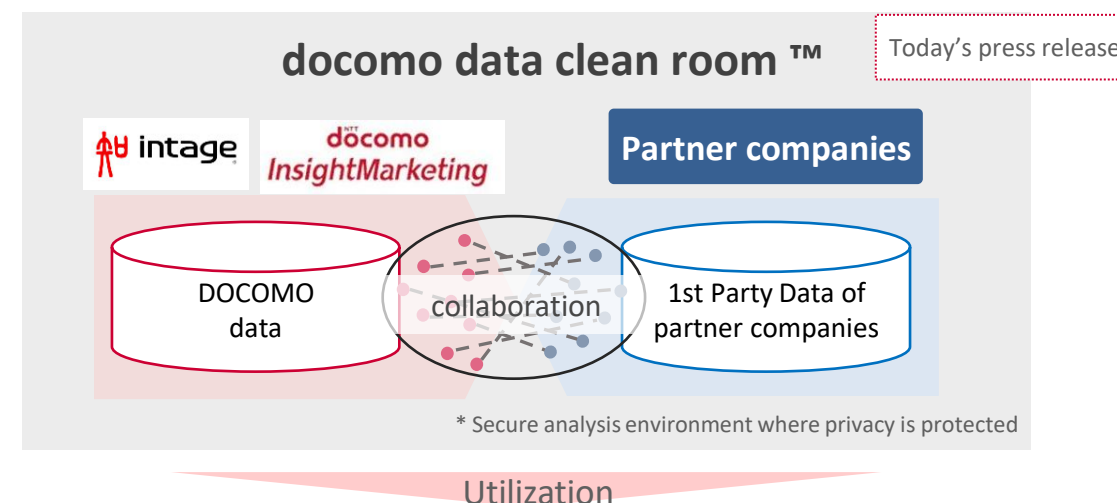 Today's press release
docomo data clean room ™
intage
NTT
döcomo
InsightMarketing
Partner companies
DOCOMO
data
collaboration
1st Party Data of
partner companies
* Secure analysis environment where privacy is protected
Utilization